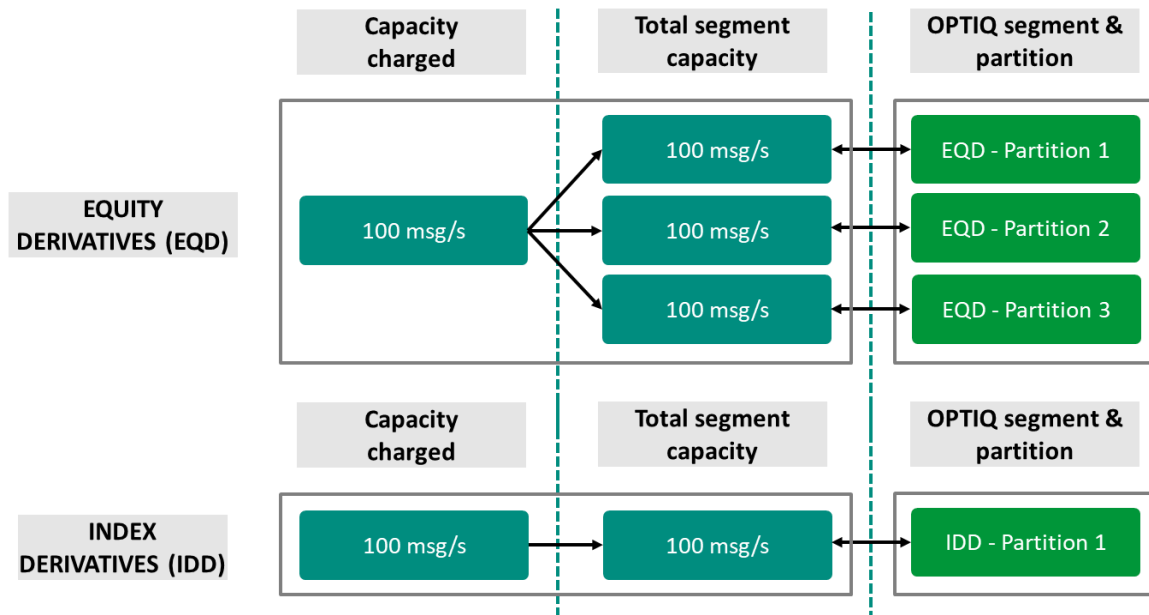 Capacity
charged
Total segment
capacity
OPTIQ segment &
partition
EQUITY
DERIVATIVES (EQD)
100 msg/s
100 msg/s
EQD - Partition 1
100 msg/s
EQD - Partition 2
100 msg/s
EQD - Partition 3
Capacity
charged
Total segment
capacity
OPTIQ segment &
partition
INDEX
DERIVATIVES (IDD)
100 msg/s
100 msg/s
IDD - Partition 1